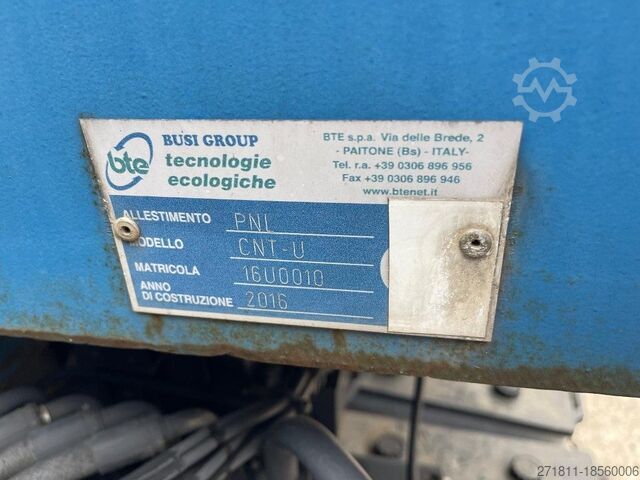 bte
BUSI GROUP
tecnologie
ecologiche
BTE s.p.a. Via delle Brede, 2
- PAITONE (Bs) - ITALY-
Tel. r.a. +39 0306 896 956
Fax +39 0306 896 946
www.btenet.it
ALLESTIMENTO PNL
MODELLO CNT-U
MATRICOLA 16U0010
ANNO
DI COSTRUZIONE 2016
271811-18560006